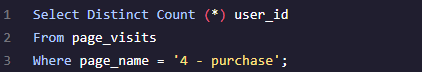 1 Select Distinct Count (*) user_id
2 From page_visits
3 Where page_name = '4 - purchase';